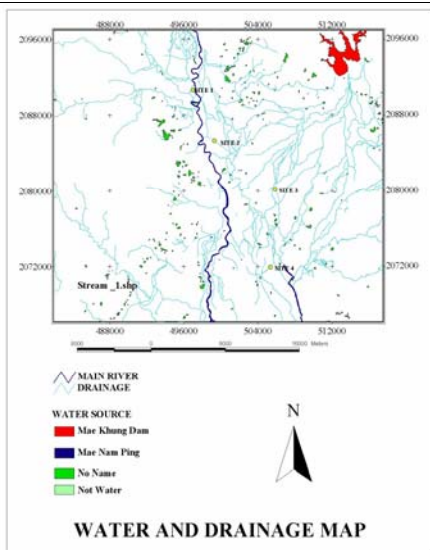 488000 496000 504000 512000
2096000 2096000
SITE 1
2088000 2088000
SITE 2
2080000 SITE 3 2080000
2072000 SITE 4 2072000
Stream _1.shp
488000 496000 504000 512000
0 Meters
MAIN RIVER
DRAINAGE
WATER SOURCE
Mae Khung Dam
Mae Nam Ping
No Name
Not Water
N
WATER AND DRAINAGE MAP